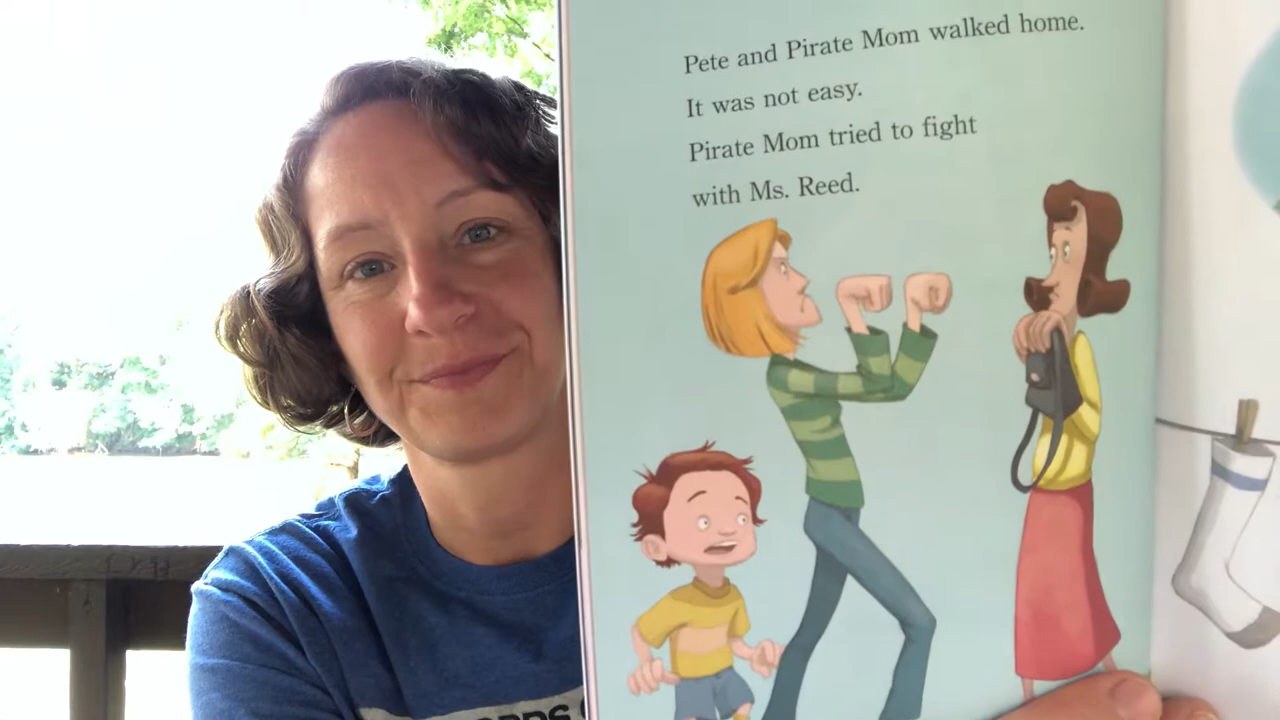 Pete and Pirate Mom walked home.
It was not easy.
Pirate Mom tried to fight
with Ms. Reed.